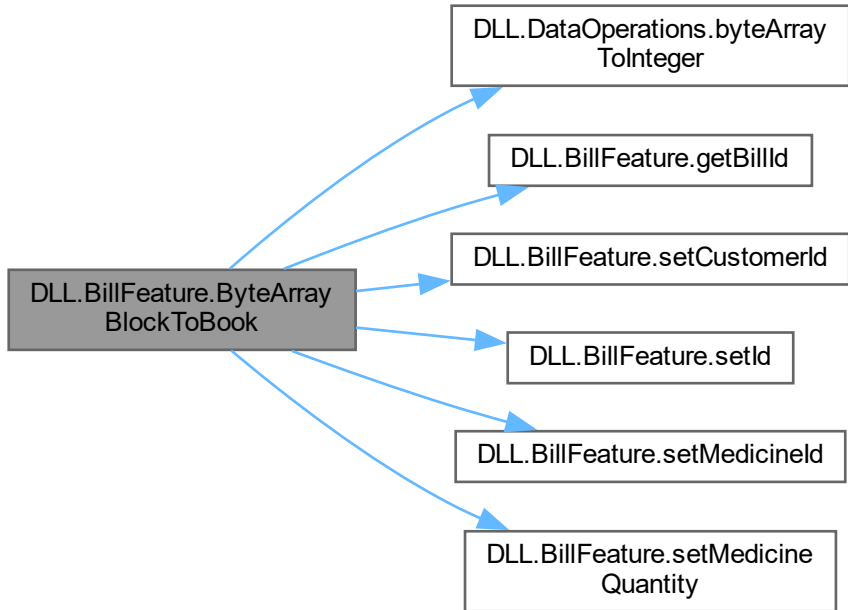 DLL.DataOperations.byteArray
ToInteger
DLL.BillFeature.getBillId
DLL.BillFeature.setCustomerId
DLL.BillFeature.ByteArray
BlockToBook
DLL.BillFeature.setId
DLL.BillFeature.setMedicineId
DLL.BillFeature.setMedicine
Quantity